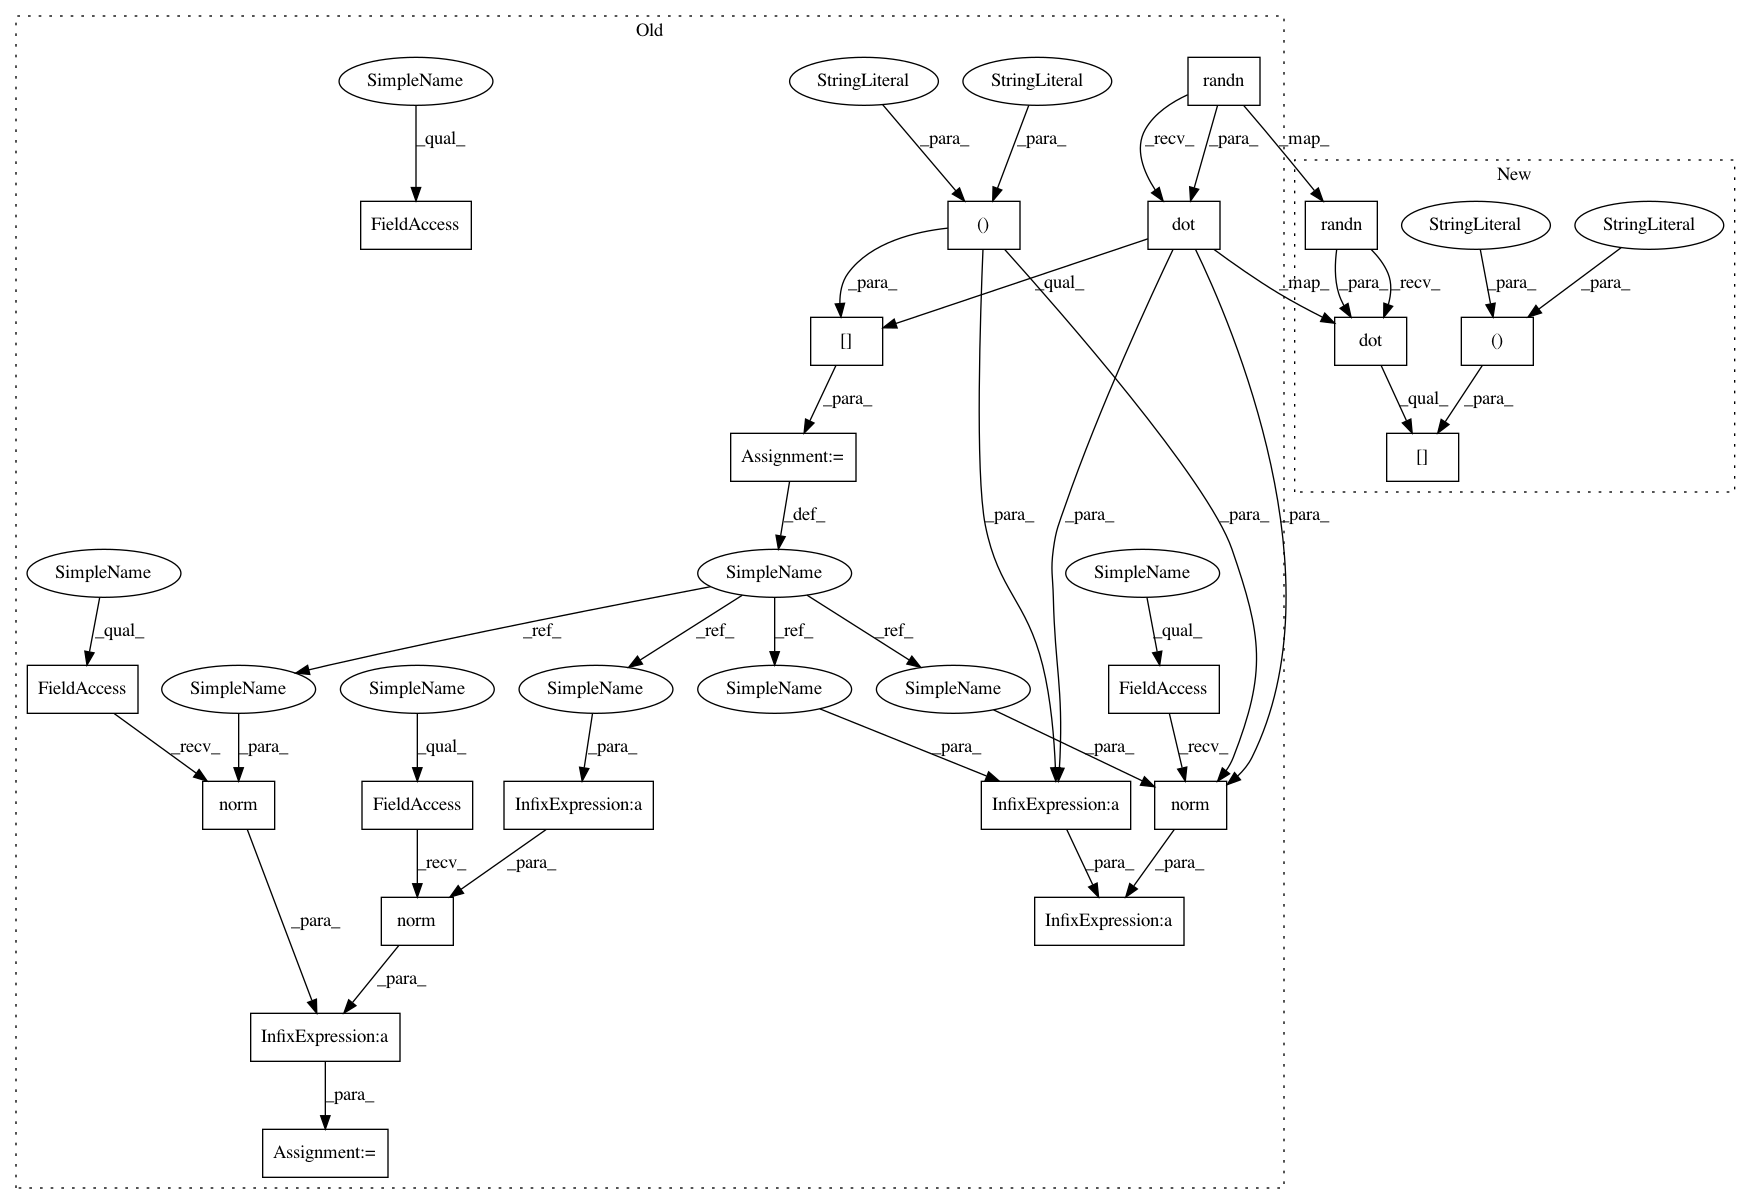 Old
SimpleName
StringLiteral
StringLiteral
randn
_qual_
_para_
_para_
_recv_
_para_
_map_
New
FieldAccess
()
dot
randn
StringLiteral
StringLiteral
_para_
_qual_
_map_
_para_
_recv_
_para_
_para_
[]
dot
()
_para_
_qual_
_para_
Assignment:=
[]
_def_
_para_
_para_
_para_
_para_
SimpleName
SimpleName
SimpleName
_qual_
_ref_
_ref_
_ref_
_ref_
_qual_
FieldAccess
SimpleName
SimpleName
SimpleName
SimpleName
SimpleName
FieldAccess
_recv_
_para_
_qual_
_para_
_para_
_para_
_recv_
norm
FieldAccess
InfixExpression:a
InfixExpression:a
norm
_recv_
_para_
_para_
_para_
_para_
norm
InfixExpression:a
_para_
InfixExpression:a
_para_
Assignment:=